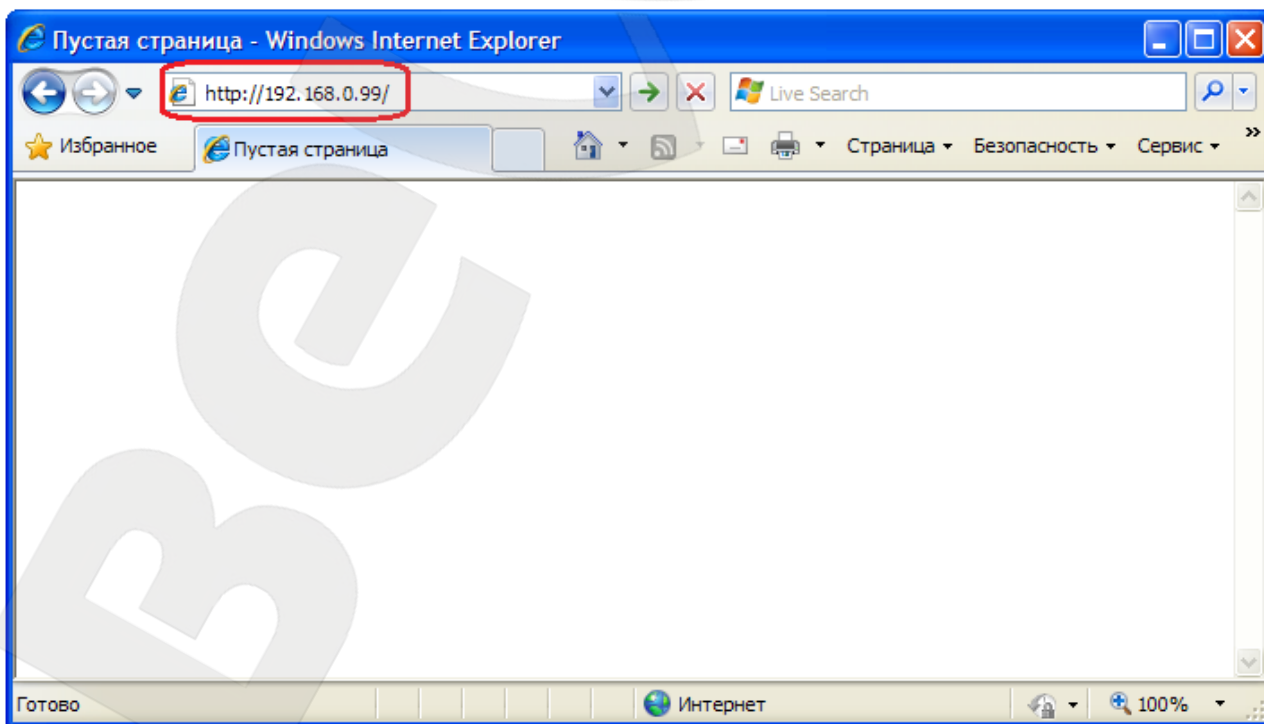 Пустая страница - Windows Internet Explorer
http://192.168.0.99/
Live Search
Избранное
Пустая страница
Страница
Безопасность
Сервис
»
Готово
Интернет
100%
Be